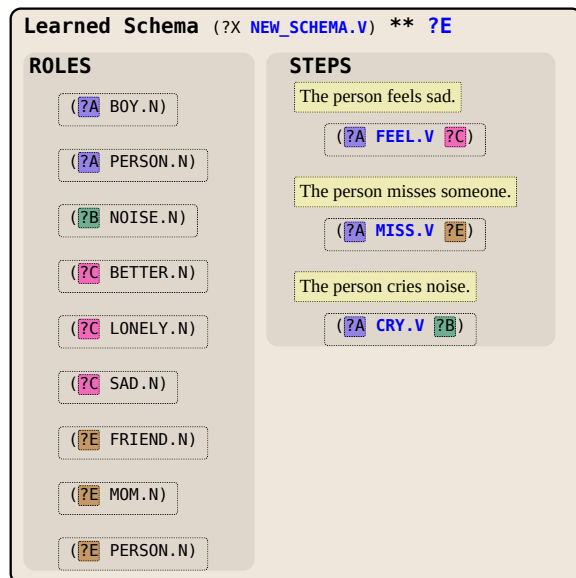 Learned Schema (?X NEW_SCHEMA.V) ** ?E
ROLES
(?A BOY.N)
(?A PERSON.N)
(?B NOISE.N)
(?C BETTER.N)
(?C LONELY.N)
(?C SAD.N)
(?E FRIEND.N)
(?E MOM.N)
(?E PERSON.N)
STEPS
The person feels sad.
(?A FEEL.V ?C)
The person misses someone.
(?A MISS.V ?E)
The person cries noise.
(?A CRY.V ?B)